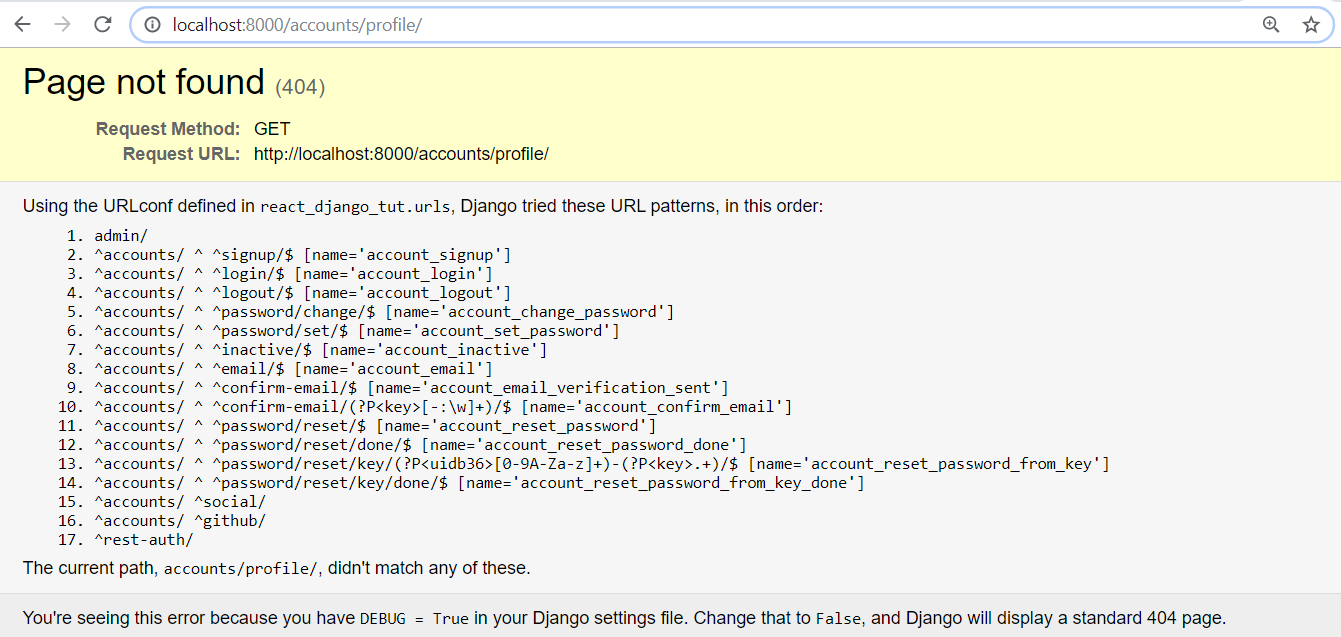 localhost:8000/accounts/profile/
Page not found (404)
Request Method: GET
Request URL: http://localhost:8000/accounts/profile/
Using the URLconf defined in react_django_tut.urls, Django tried these URL patterns, in this order:
1. admin/
2. ^accounts/ ^ ^signup/$ [name='account_signup']
3. ^accounts/ ^ ^login/$ [name='account_login']
4. ^accounts/ ^ ^logout/$ [name='account_logout']
5. ^accounts/ ^ ^password/change/$ [name='account_change_password']
6. ^accounts/ ^ ^password/set/$ [name='account_set_password']
7. ^accounts/ ^ ^inactive/$ [name='account_inactive']
8. ^accounts/ ^ ^email/$ [name='account_email']
9. ^accounts/ ^ ^confirm-email/$ [name='account_email_verification_sent']
10. ^accounts/ ^ ^confirm-email/(?P<key>[-:\w]+)/$ [name='account_confirm_email']
11. ^accounts/ ^ ^password/reset/$ [name='account_reset_password']
12. ^accounts/ ^ ^password/reset/done/$ [name='account_reset_password_done']
13. ^accounts/ ^ ^password/reset/key/(?P<uidb36>[0-9A-Za-z]+)-(?P<key>.+)/$ [name='account_reset_password_from_key']
14. ^accounts/ ^ ^password/reset/key/done/$ [name='account_reset_password_from_key_done']
15. ^accounts/ ^social/
16. ^accounts/ ^github/
17. ^rest-auth/
The current path, accounts/profile/, didn't match any of these.
You're seeing this error because you have DEBUG = True in your Django settings file. Change that to False, and Django will display a standard 404 page.